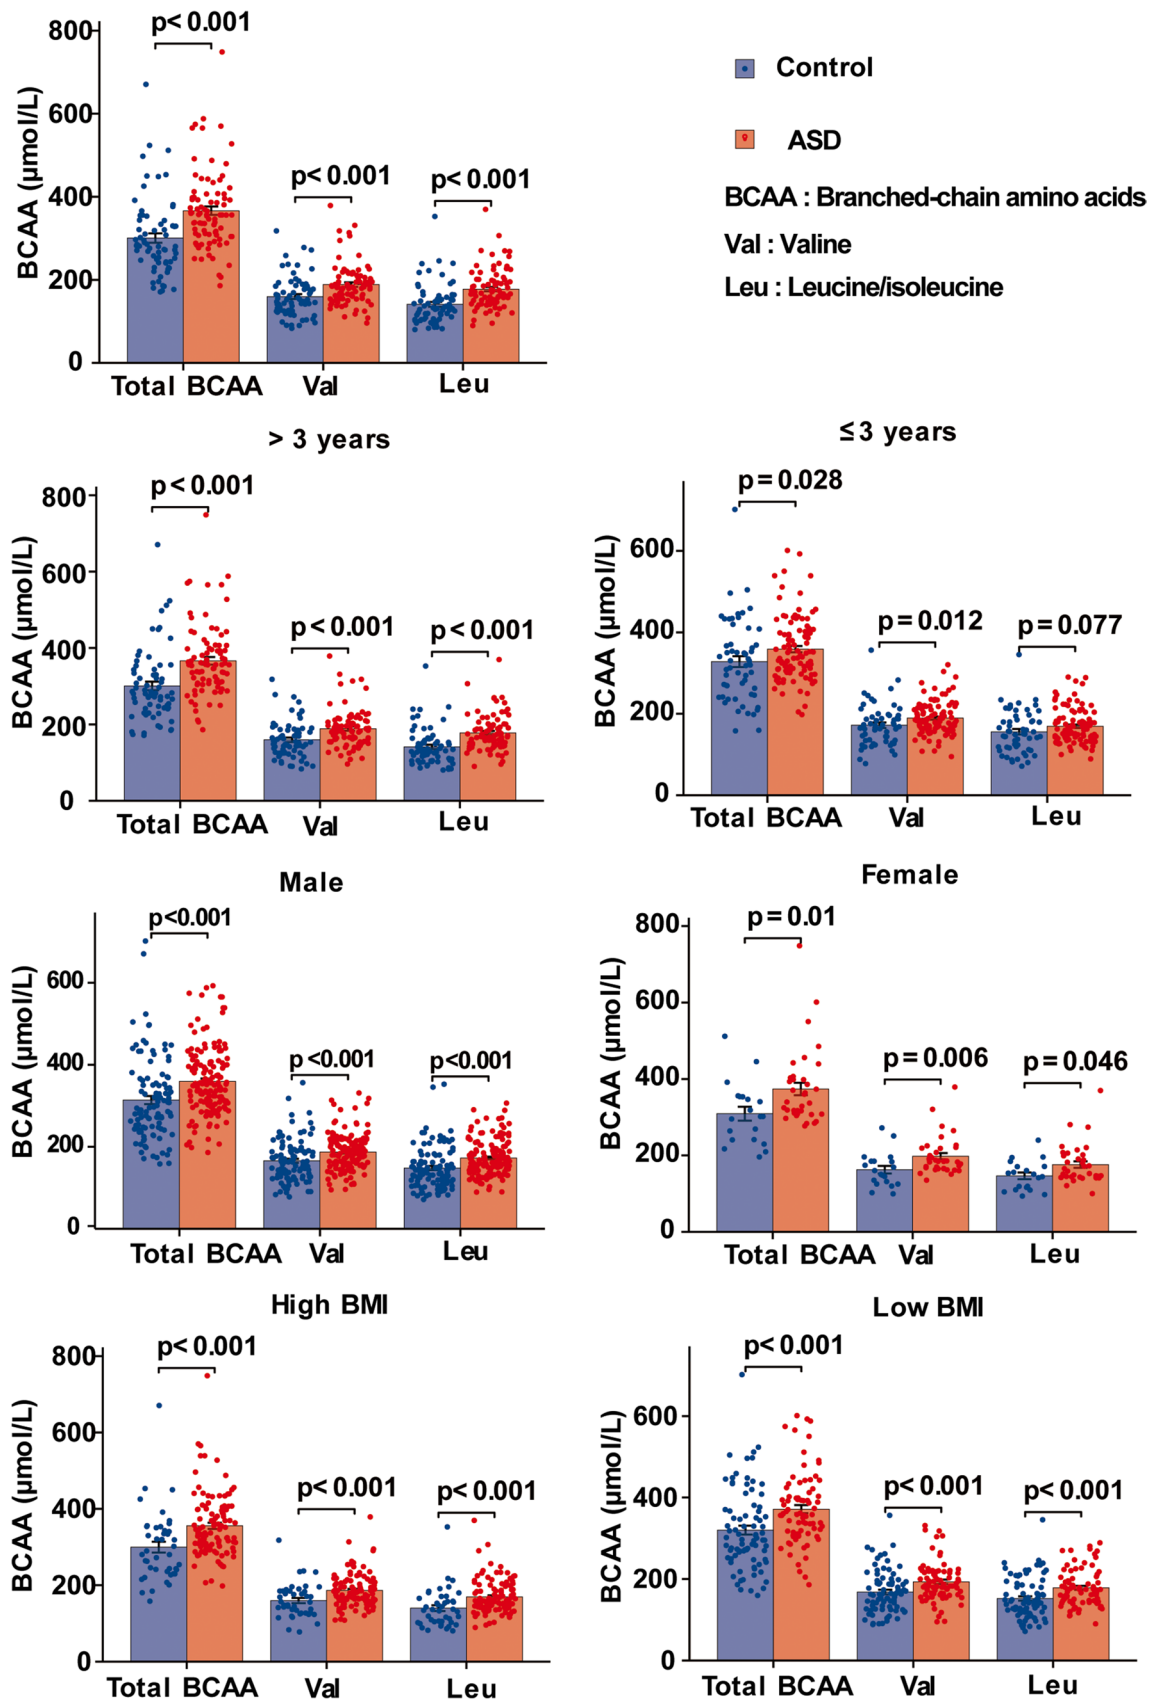 p< 0.001
800
600
400
200
0
BCAA (μmol/L)
p< 0.001
p< 0.001
Total BCAA
Val
Leu
Control
ASD
BCAA : Branched-chain amino acids
Val : Valine
Leu : Leucine/isoleucine
> 3 years
p< 0.001
800
600
400
200
0
BCAA (μmol/L)
p< 0.001
p< 0.001
Total BCAA
Val
Leu
≤3 years
p= 0.028
600
400
200
0
BCAA (μmol/L)
p= 0.012
p= 0.077
Total BCAA
Val
Leu
Male
p<0.001
600
400
200
0
BCAA (μmol/L)
p<0.001
p<0.001
Total BCAA
Val
Leu
Female
p= 0.01
800
600
400
200
0
BCAA (μmol/L)
p= 0.006
p= 0.046
Total BCAA
Val
Leu
High BMI
p< 0.001
800
600
400
200
0
BCAA (μmol/L)
p< 0.001
p< 0.001
Total BCAA
Val
Leu
Low BMI
p< 0.001
600
400
200
0
BCAA (μmol/L)
p< 0.001
p< 0.001
Total BCAA
Val
Leu